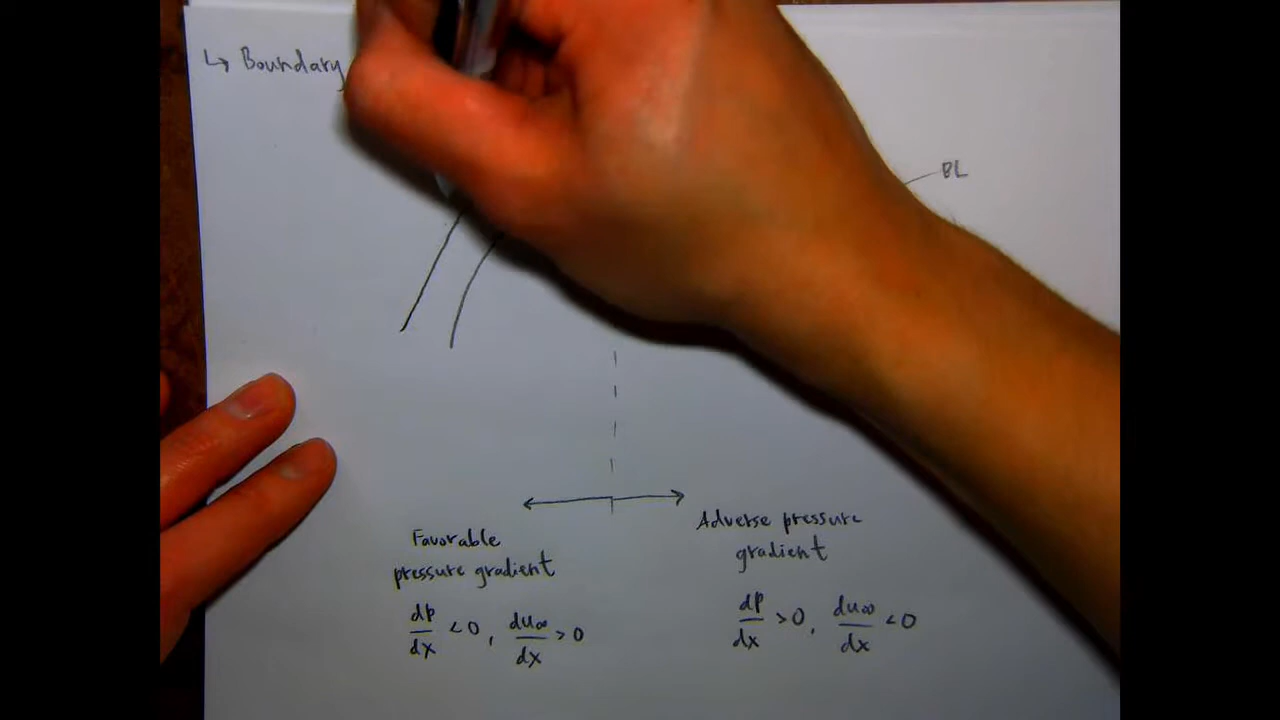 ↳ Boundary
BL
Favorable
pressure gradient
dp/dx < 0, du∞/dx > 0
Adverse pressure
gradient
dp/dx > 0, du∞/dx < 0